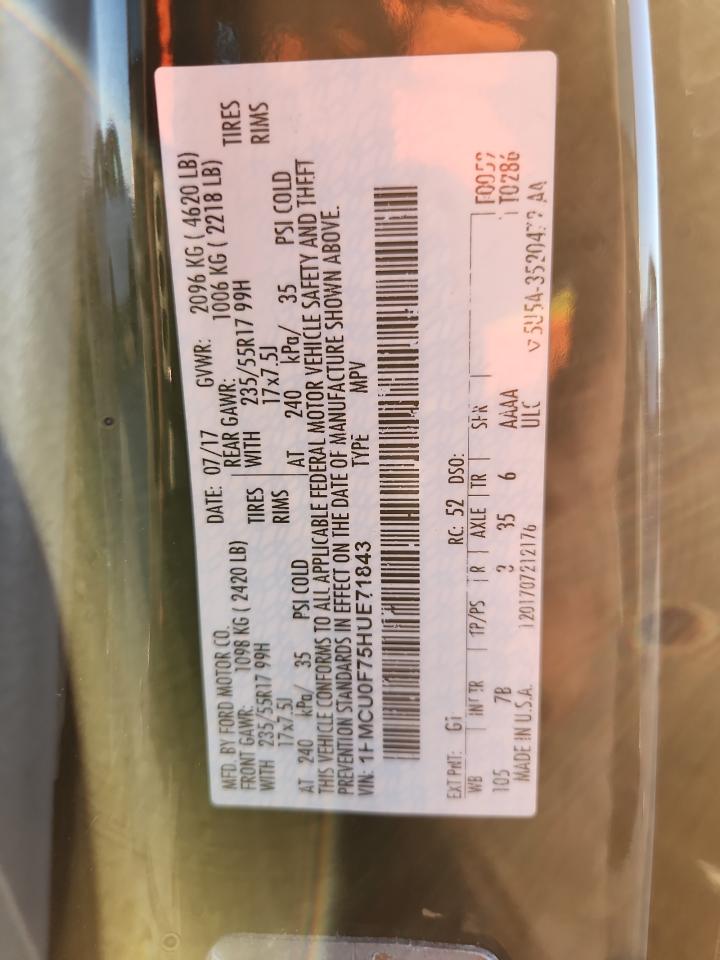 MFD. BY FORD MOTOR CO.
DATE: 07/17 GVWR: 2096 KG ( 4620 LB)
FRONT GAWR: 1098 KG ( 2420 LB) REAR GAWR: 1006 KG ( 2218 LB)
WITH 235/55R17 99H TIRES WITH 235/55R17 99H TIRES
17x7.5J RIMS 17x7.5J RIMS
AT 240 kPa/ 35 PSI COLD AT 240 kPa/ 35 PSI COLD
THIS VEHICLE CONFORMS TO ALL APPLICABLE FEDERAL MOTOR VEHICLE SAFETY AND THEFT
PREVENTION STANDARDS IN EFFECT ON THE DATE OF MANUFACTURE SHOWN ABOVE.
VIN: 1FMCU0F75HUE71843 TYPE MPV
EXT PNT: RC: 52 DSO: F0057
WB INT TR TP/PS R AXLE TR SPR T0286
105 7B 3 35 6 AAAA
MADE IN U.S.A. 1201707212176 ULC